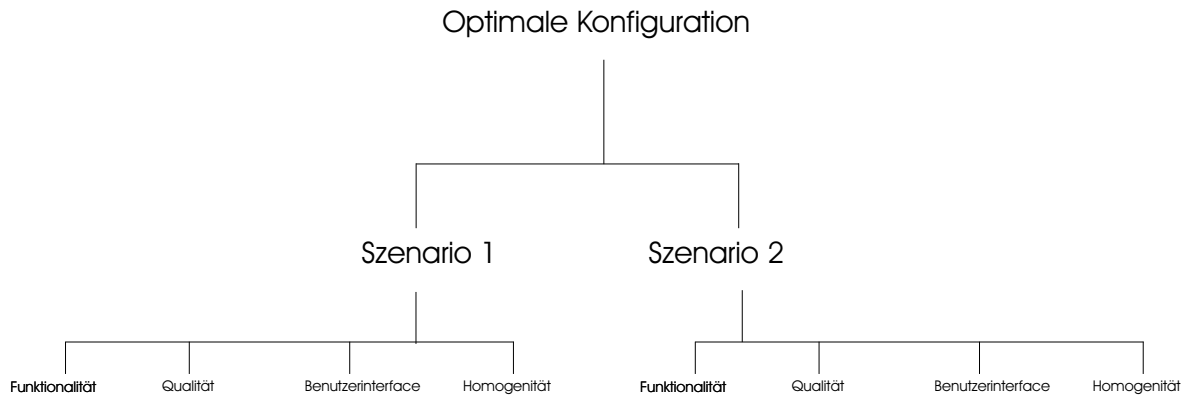 Optimale Konfiguration
Szenario 1 Szenario 2
Funktionalität Qualität Benutzerinterface Homogenität Funktionalität Qualität Benutzerinterface Homogenität